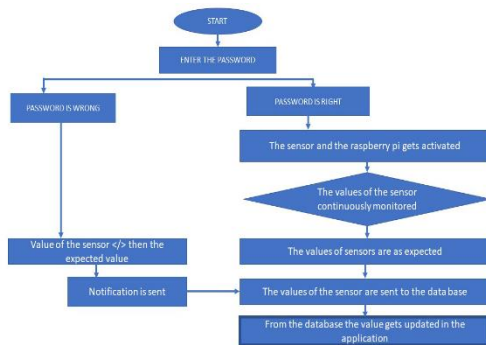 START
ENTER THE PASSWORD
PASSWORD IS WRONG
PASSWORD IS RIGHT
The sensor and the raspberry pi gets activated
The values of the sensor
continuously monitored
Value of the sensor </> then the
expected value
The values of sensors are as expected
Notification is sent
The values of the sensor are sent to the data base
From the database the value gets updated in the
application